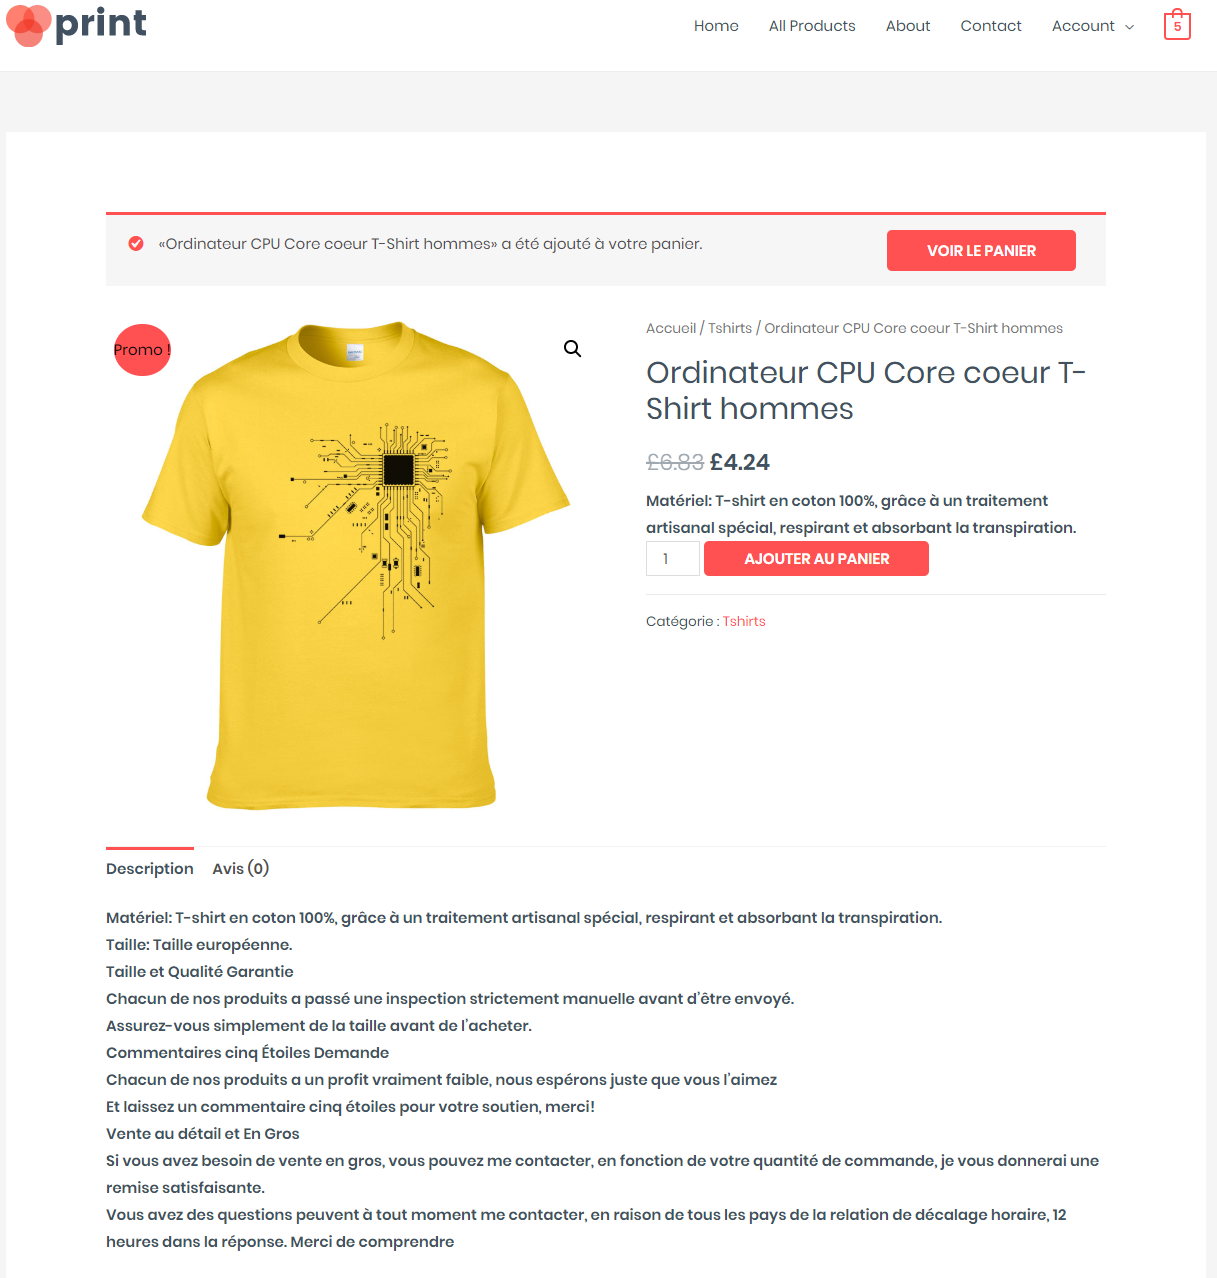 print
Home
All Products
About
Contact
Account
5
«Ordinateur CPU Core coeur T-Shirt hommes» a été ajouté à votre panier.
VOIR LE PANIER
Promo !
Accueil / Tshirts / Ordinateur CPU Core coeur T-Shirt hommes
Ordinateur CPU Core coeur T-
Shirt hommes
£6.83 £4.24
Matériel: T-shirt en coton 100%, grâce à un traitement
artisanal spécial, respirant et absorbant la transpiration.
1
AJOUTER AU PANIER
Catégorie : Tshirts
Description
Avis (0)
Matériel: T-shirt en coton 100%, grâce à un traitement artisanal spécial, respirant et absorbant la transpiration.
Taille: Taille européenne.
Taille et Qualité Garantie
Chacun de nos produits a passé une inspection strictement manuelle avant d’être envoyé.
Assurez-vous simplement de la taille avant de l’acheter.
Commentaires cinq Étoiles Demande
Chacun de nos produits a un profit vraiment faible, nous espérons juste que vous l’aimez
Et laissez un commentaire cinq étoiles pour votre soutien, merci!
Vente au détail et En Gros
Si vous avez besoin de vente en gros, vous pouvez me contacter, en fonction de votre quantité de commande, je vous donnerai une
remise satisfaisante.
Vous avez des questions peuvent à tout moment me contacter, en raison de tous les pays de la relation de décalage horaire, 12
heures dans la réponse. Merci de comprendre